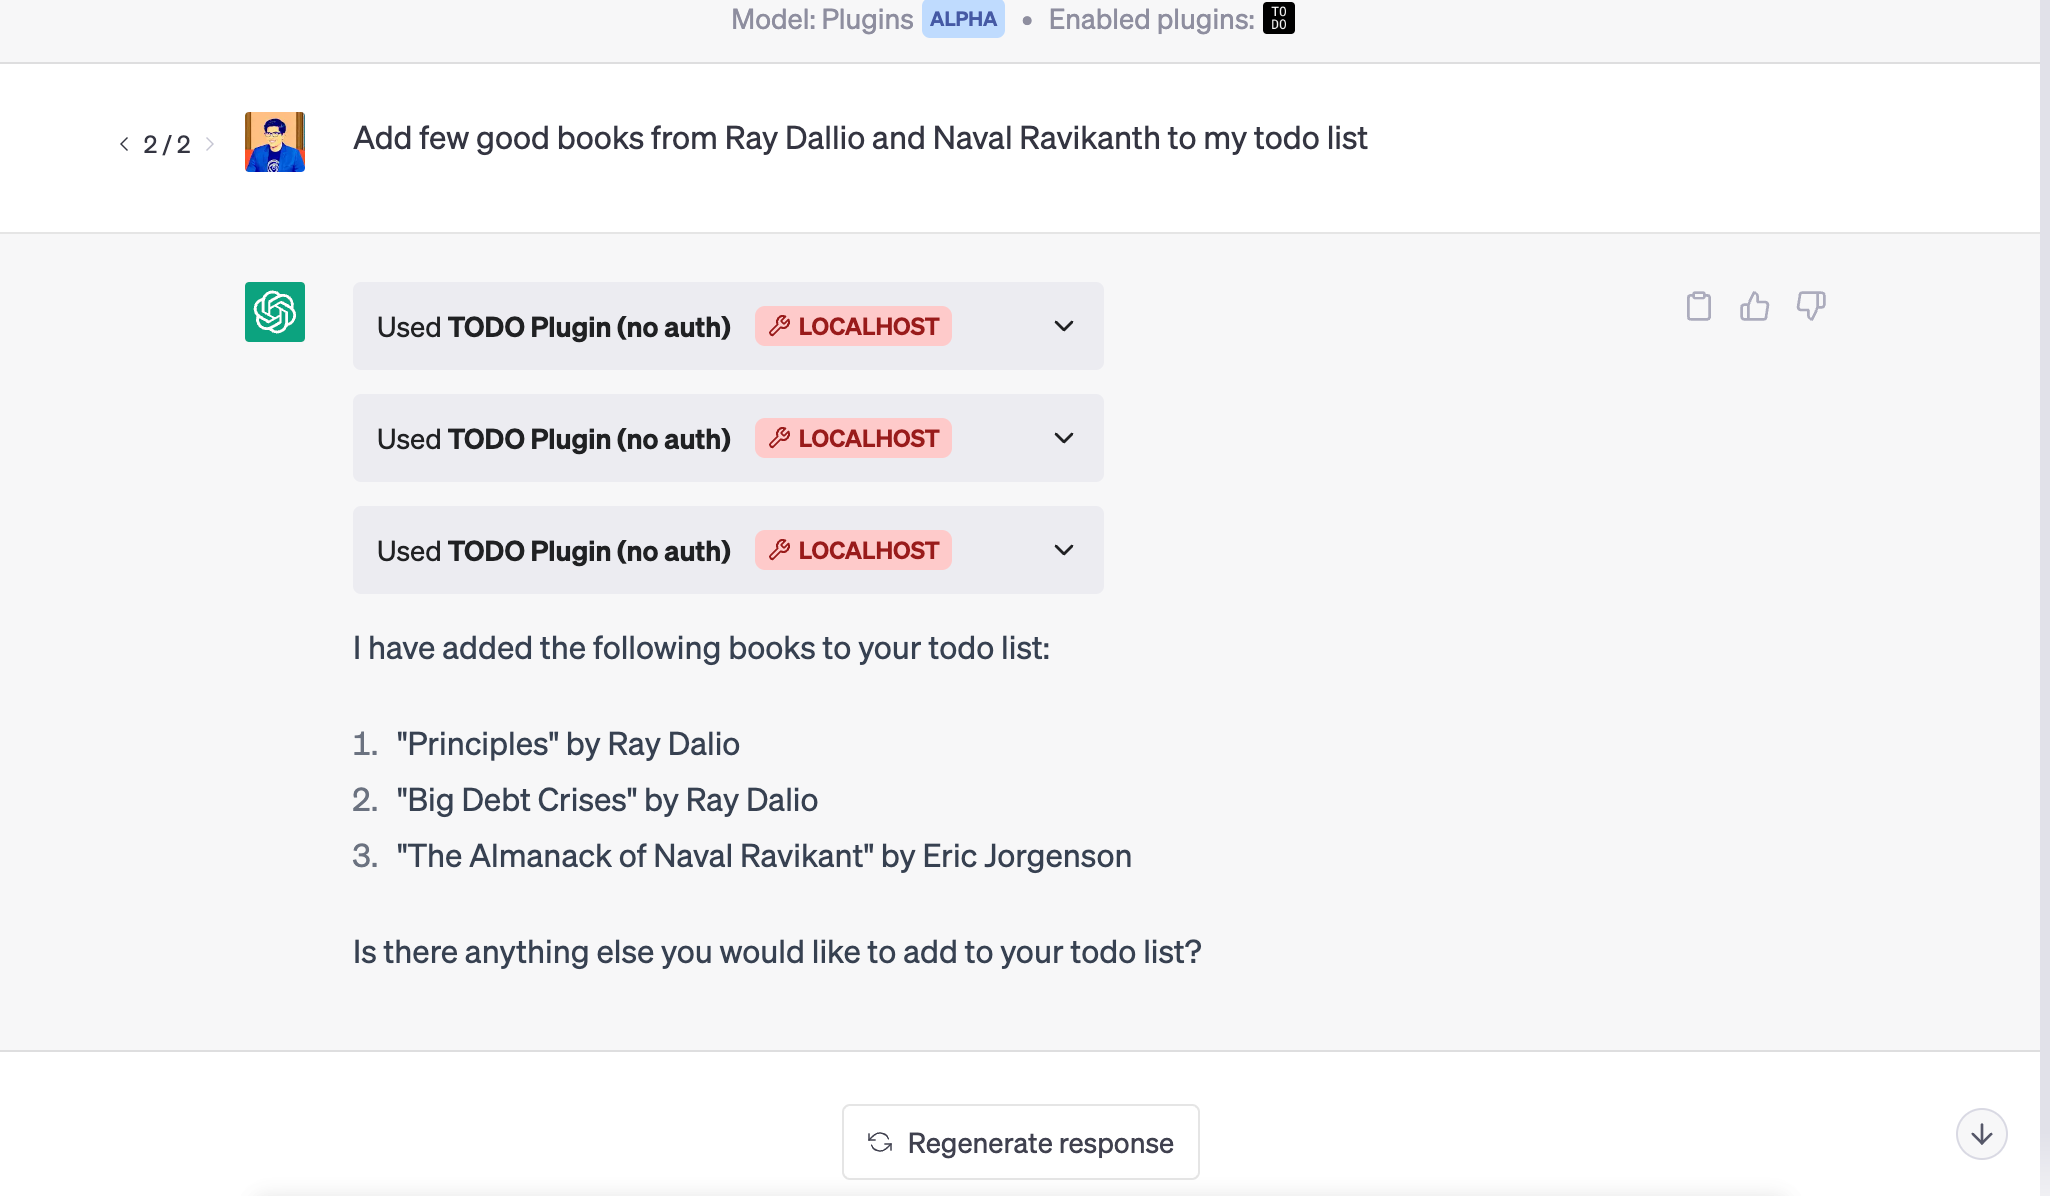 Model: Plugins ALPHA • Enabled plugins: TO DO
< 2 / 2 >
Add few good books from Ray Dallio and Naval Ravikanth to my todo list
Used TODO Plugin (no auth) LOCALHOST
Used TODO Plugin (no auth) LOCALHOST
Used TODO Plugin (no auth) LOCALHOST
I have added the following books to your todo list:
1. "Principles" by Ray Dalio
2. "Big Debt Crises" by Ray Dalio
3. "The Almanack of Naval Ravikant" by Eric Jorgenson
Is there anything else you would like to add to your todo list?
Regenerate response